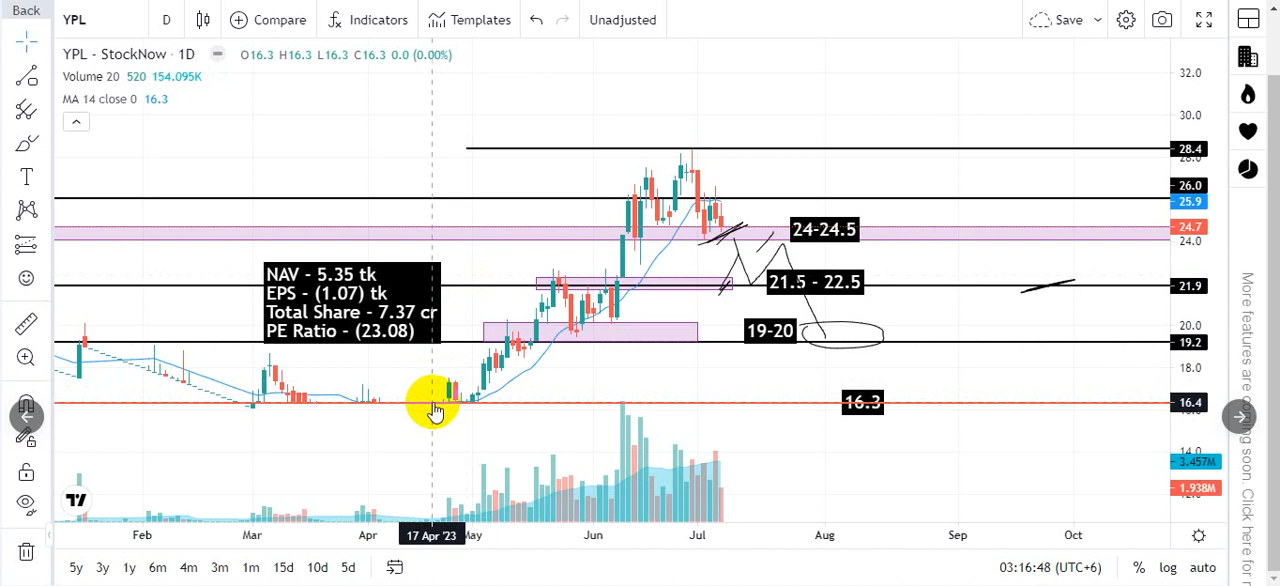 Back
YPL
D
Compare
Indicators
Templates
Unadjusted
Save
YPL - StockNow · 1D
O16.3 H16.3 L16.3 C16.3 0.0 (0.00%)
Volume 20 520 154.095K
MA 14 close 0 16.3
NAV - 5.35 tk
EPS - (1.07) tk
Total Share - 7.37 cr
PE Ratio - (23.08)
24-24.5
21.5 - 22.5
19-20
16.3
32.0
30.0
28.4
26.0
25.9
24.7
24.0
21.9
20.0
19.2
18.0
16.4
3.457M
1.938M
Feb
Mar
Apr
17 Apr '23
May
Jun
Jul
Aug
Sep
Oct
5y
3y
1y
6m
4m
3m
1m
15d
10d
5d
03:16:48 (UTC+6)
%
log
auto
More features are coming soon. Click here for